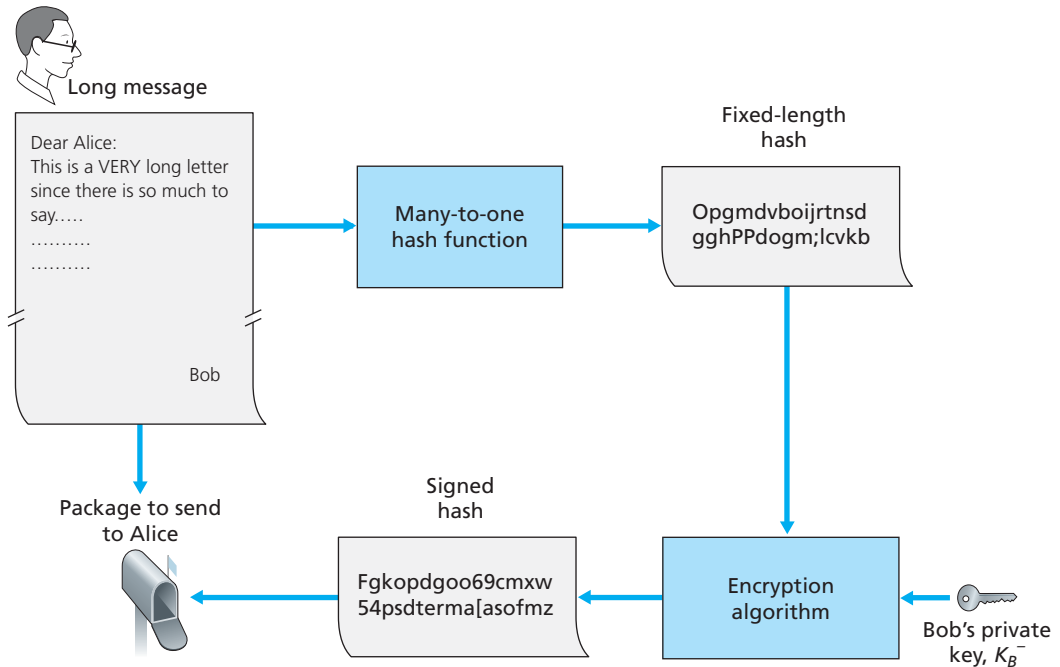 Long message
Dear Alice:
This is a VERY long letter
since there is so much to
say.....
..........
..........
Bob
Many-to-one
hash function
Fixed-length
hash
Opgmdvboijrtnsd
gghPPdogm;lcvkb
Package to send
to Alice
Signed
hash
Fgkopdgoo69cmxw
54psdterma[asofmz
Encryption
algorithm
Bob's private
key, K_B^−